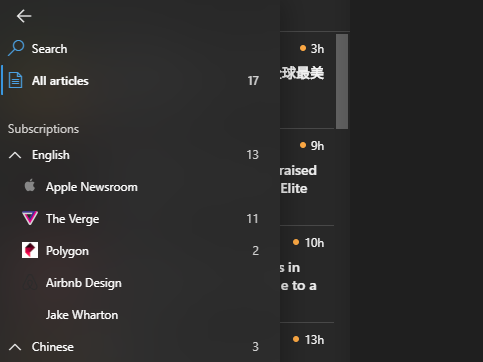 Search
3h
All articles 17
球最美
Subscriptions
English 13
9h
raised
Elite
Apple Newsroom
The Verge 11
Polygon 2
10h
s in
e to a
Airbnb Design
Jake Wharton
13h
Chinese 3